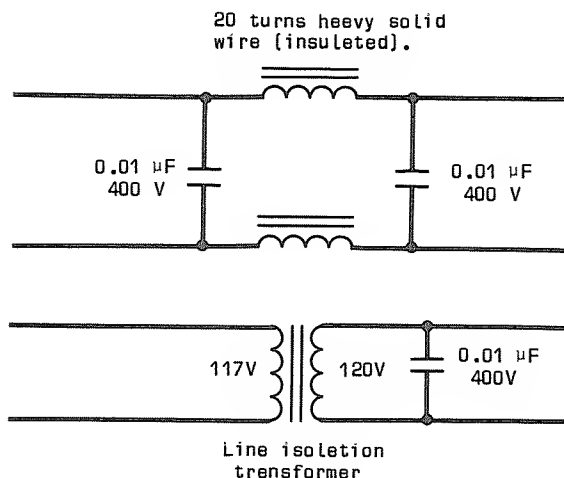 20 turns heevy solid
wire (insuleted).
0.01 µF
400 V
0.01 µF
400 V
117V
120V
0.01 µF
400V
Line isoletion
trensformer